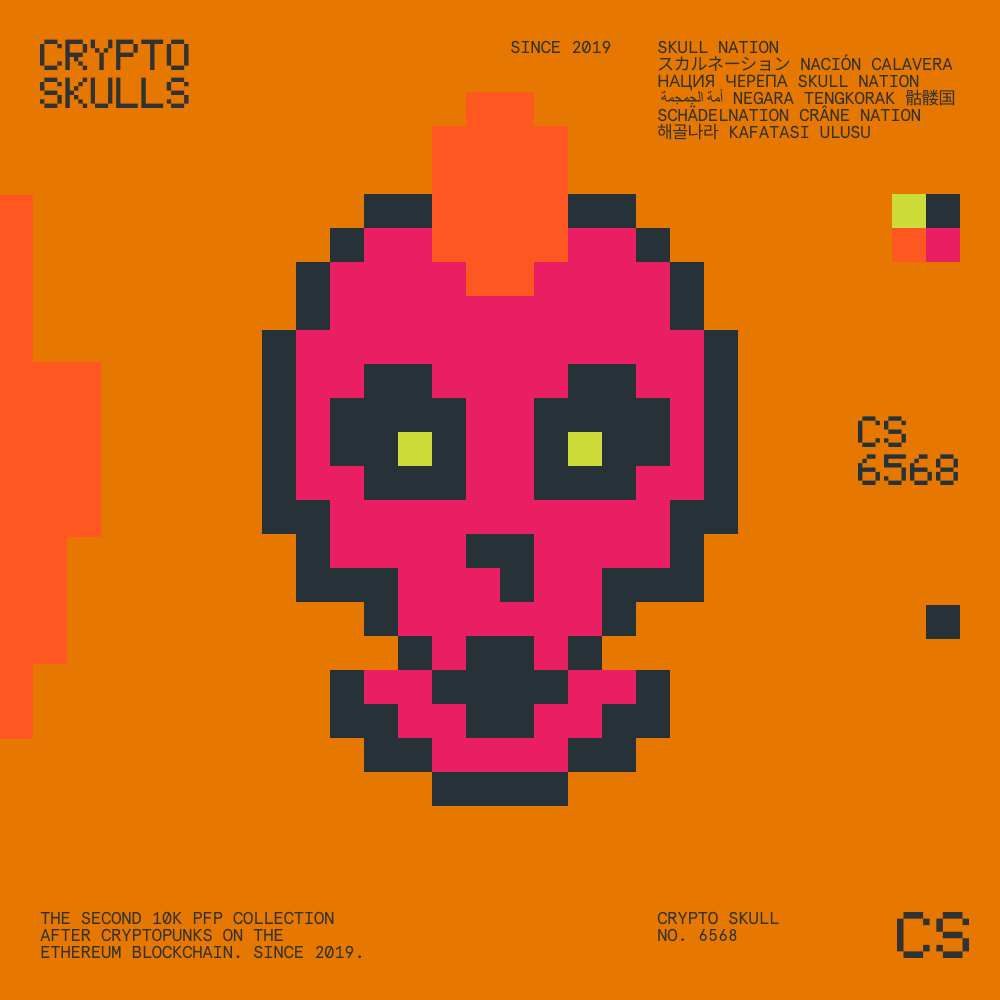 CRYPTO
SKULLS
SINCE 2019
SKULL NATION
スカルネーション NACIÓN CALAVERA
НАЦИЯ ЧЕРЕПА SKULL NATION
أمة الجمجمة NEGARA TENGKORAK 骷髅国
SCHÄDELNATION CRÂNE NATION
해골나라 KAFATASI ULUSU
CS
6568
THE SECOND 10K PFP COLLECTION
AFTER CRYPTOPUNKS ON THE
ETHEREUM BLOCKCHAIN. SINCE 2019.
CRYPTO SKULL
NO. 6568
CS